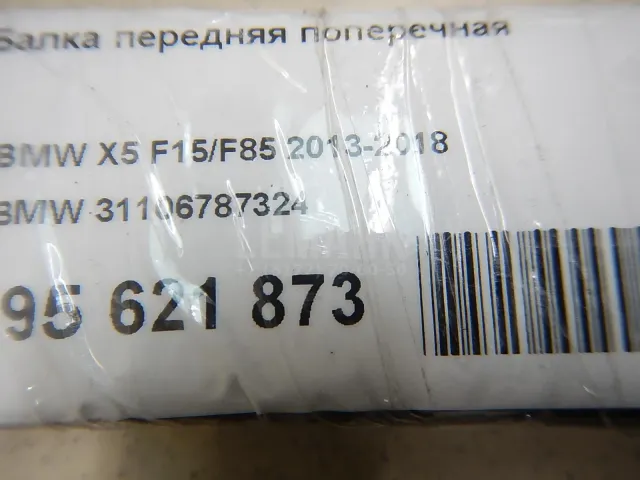 Балка передняя поперечная
BMW X5 F15/F85 2013-2018
BMW 31106787324
95 621 873